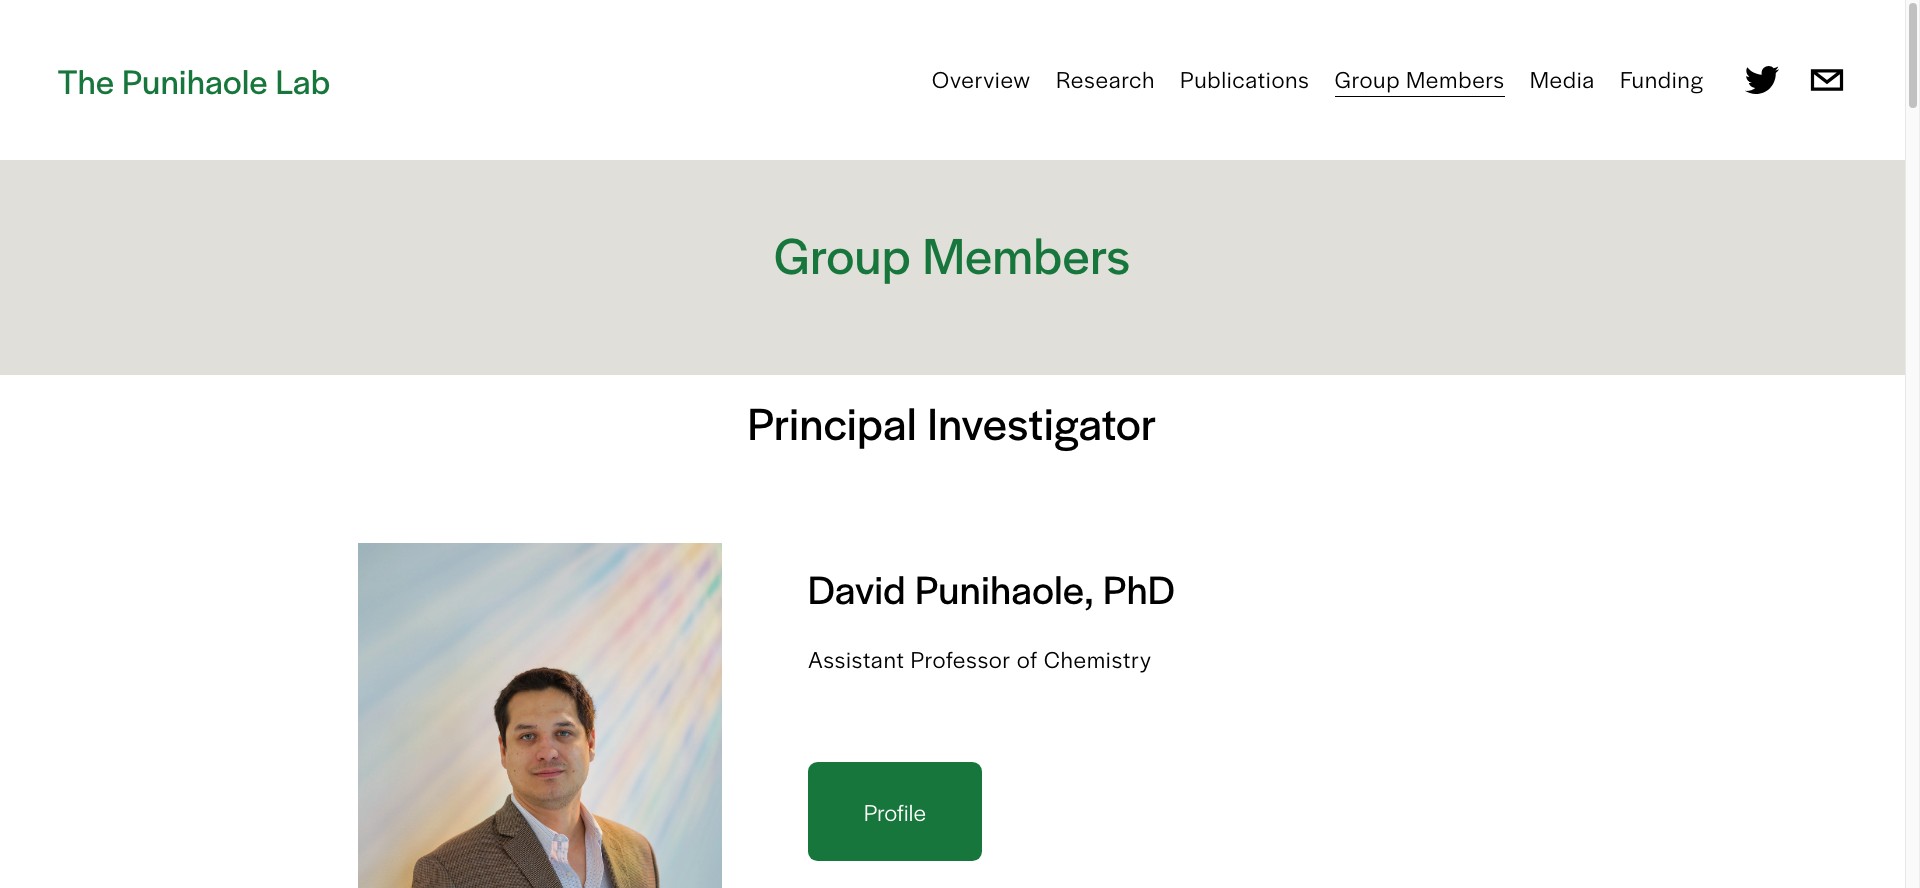 The Punihaole Lab
Overview Research Publications Group Members Media Funding
Group Members
Principal Investigator
David Punihaole, PhD
Assistant Professor of Chemistry
Profile